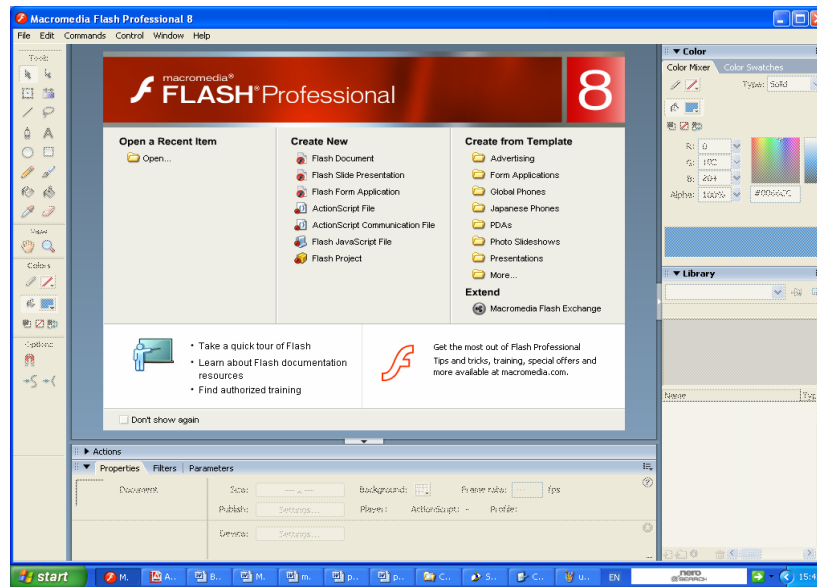 Macromedia Flash Professional 8
File Edit Commands Control Window Help
Tools
View
Colors
Options
macromedia®
FLASH® Professional 8
Open a Recent Item
Open...
Create New
Flash Document
Flash Slide Presentation
Flash Form Application
ActionScript File
ActionScript Communication File
Flash JavaScript File
Flash Project
Create from Template
Advertising
Form Applications
Global Phones
Japanese Phones
PDAs
Photo Slideshows
Presentations
More...
Extend
Macromedia Flash Exchange
• Take a quick tour of Flash
• Learn about Flash documentation
resources
• Find authorized training
Get the most out of Flash Professional
Tips and tricks, training, special offers and
more available at macromedia.com.
Don't show again
Color
Color Mixer Color Swatches
Type: Solid
R: 0
G: 102
B: 204
Alpha: 100% #0066CC
Library
Name
Actions
Properties Filters Parameters
Document Size: Background: Frame rate: fps
Publish: Settings... Player: ActionScript: - Profile:
Device: Settings...
start M. A.. B.. M. m. p.. p.. C.. S.. C.. u.. EN nero SEARCH